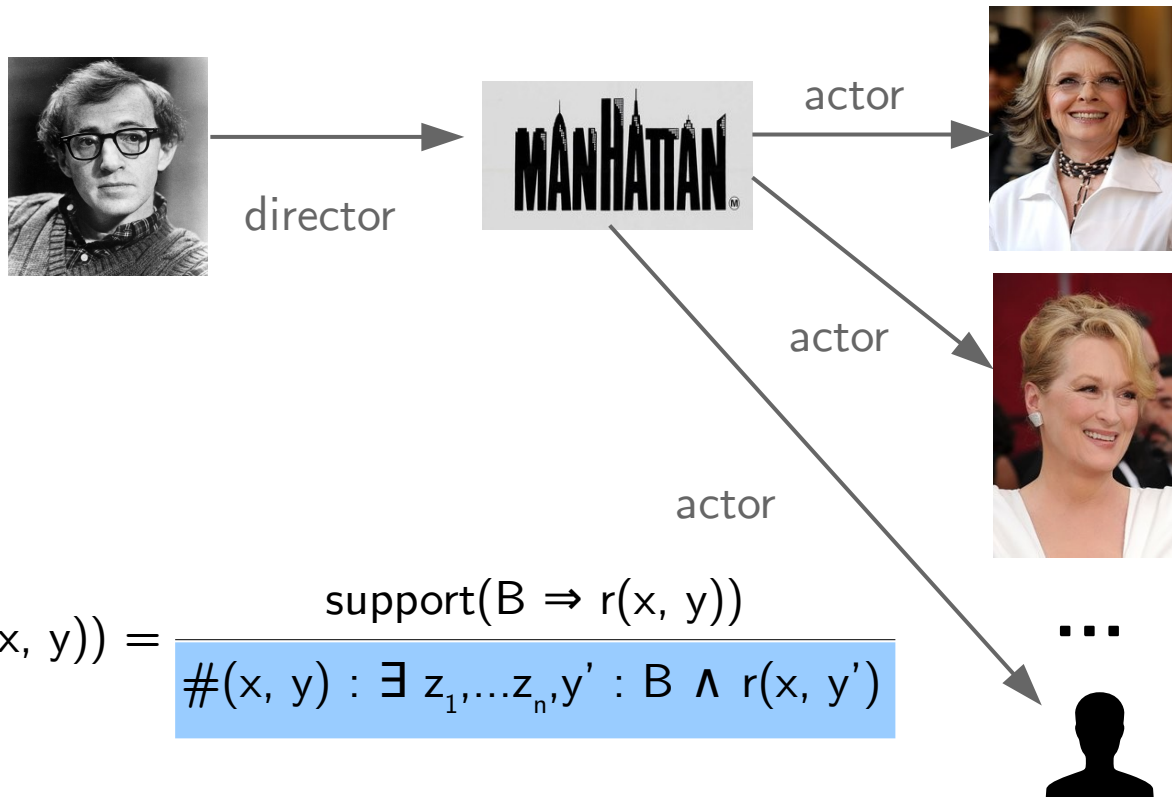 actor
director
MANHATTAN
M
actor
actor
support(B ⇒ r(x, y))
x, y)) =
#(x, y) : ∃ z₁,...zₙ,y’ : B ∧ r(x, y’)
...